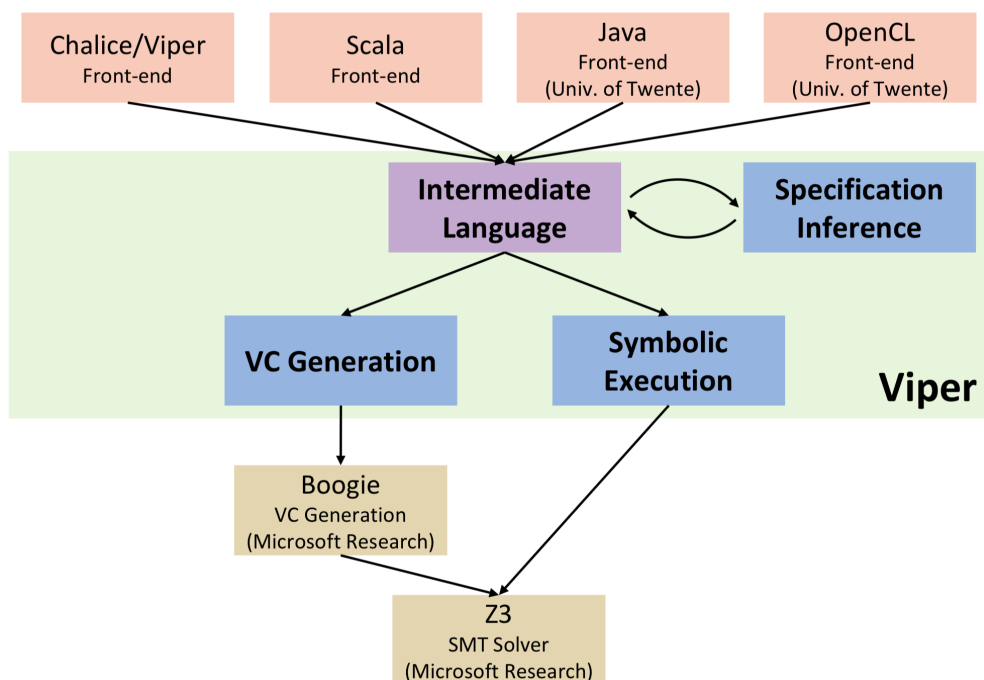 Chalice/Viper
Front-end
Scala
Front-end
Java
Front-end
(Univ. of Twente)
OpenCL
Front-end
(Univ. of Twente)
Intermediate
Language
Specification
Inference
VC Generation
Symbolic
Execution
Viper
Boogie
VC Generation
(Microsoft Research)
Z3
SMT Solver
(Microsoft Research)